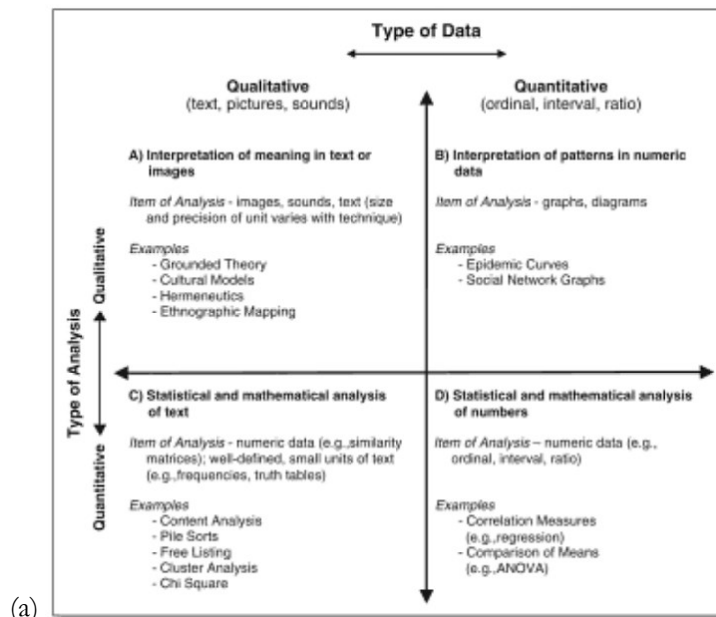 Type of Data
Qualitative
(text, pictures, sounds)
Quantitative
(ordinal, interval, ratio)
Type of Analysis
Qualitative
A) Interpretation of meaning in text or
images
Item of Analysis - images, sounds, text (size
and precision of unit varies with technique)
Examples
- Grounded Theory
- Cultural Models
- Hermeneutics
- Ethnographic Mapping
B) Interpretation of patterns in numeric
data
Item of Analysis - graphs, diagrams
Examples
- Epidemic Curves
- Social Network Graphs
Quantitative
C) Statistical and mathematical analysis
of text
Item of Analysis - numeric data (e.g.,similarity
matrices); well-defined, small units of text
(e.g.,frequencies, truth tables)
Examples
- Content Analysis
- Pile Sorts
- Free Listing
- Cluster Analysis
- Chi Square
D) Statistical and mathematical analysis
of numbers
Item of Analysis – numeric data (e.g.,
ordinal, interval, ratio)
Examples
- Correlation Measures
(e.g.,regression)
- Comparison of Means
(e.g.,ANOVA)
(a)